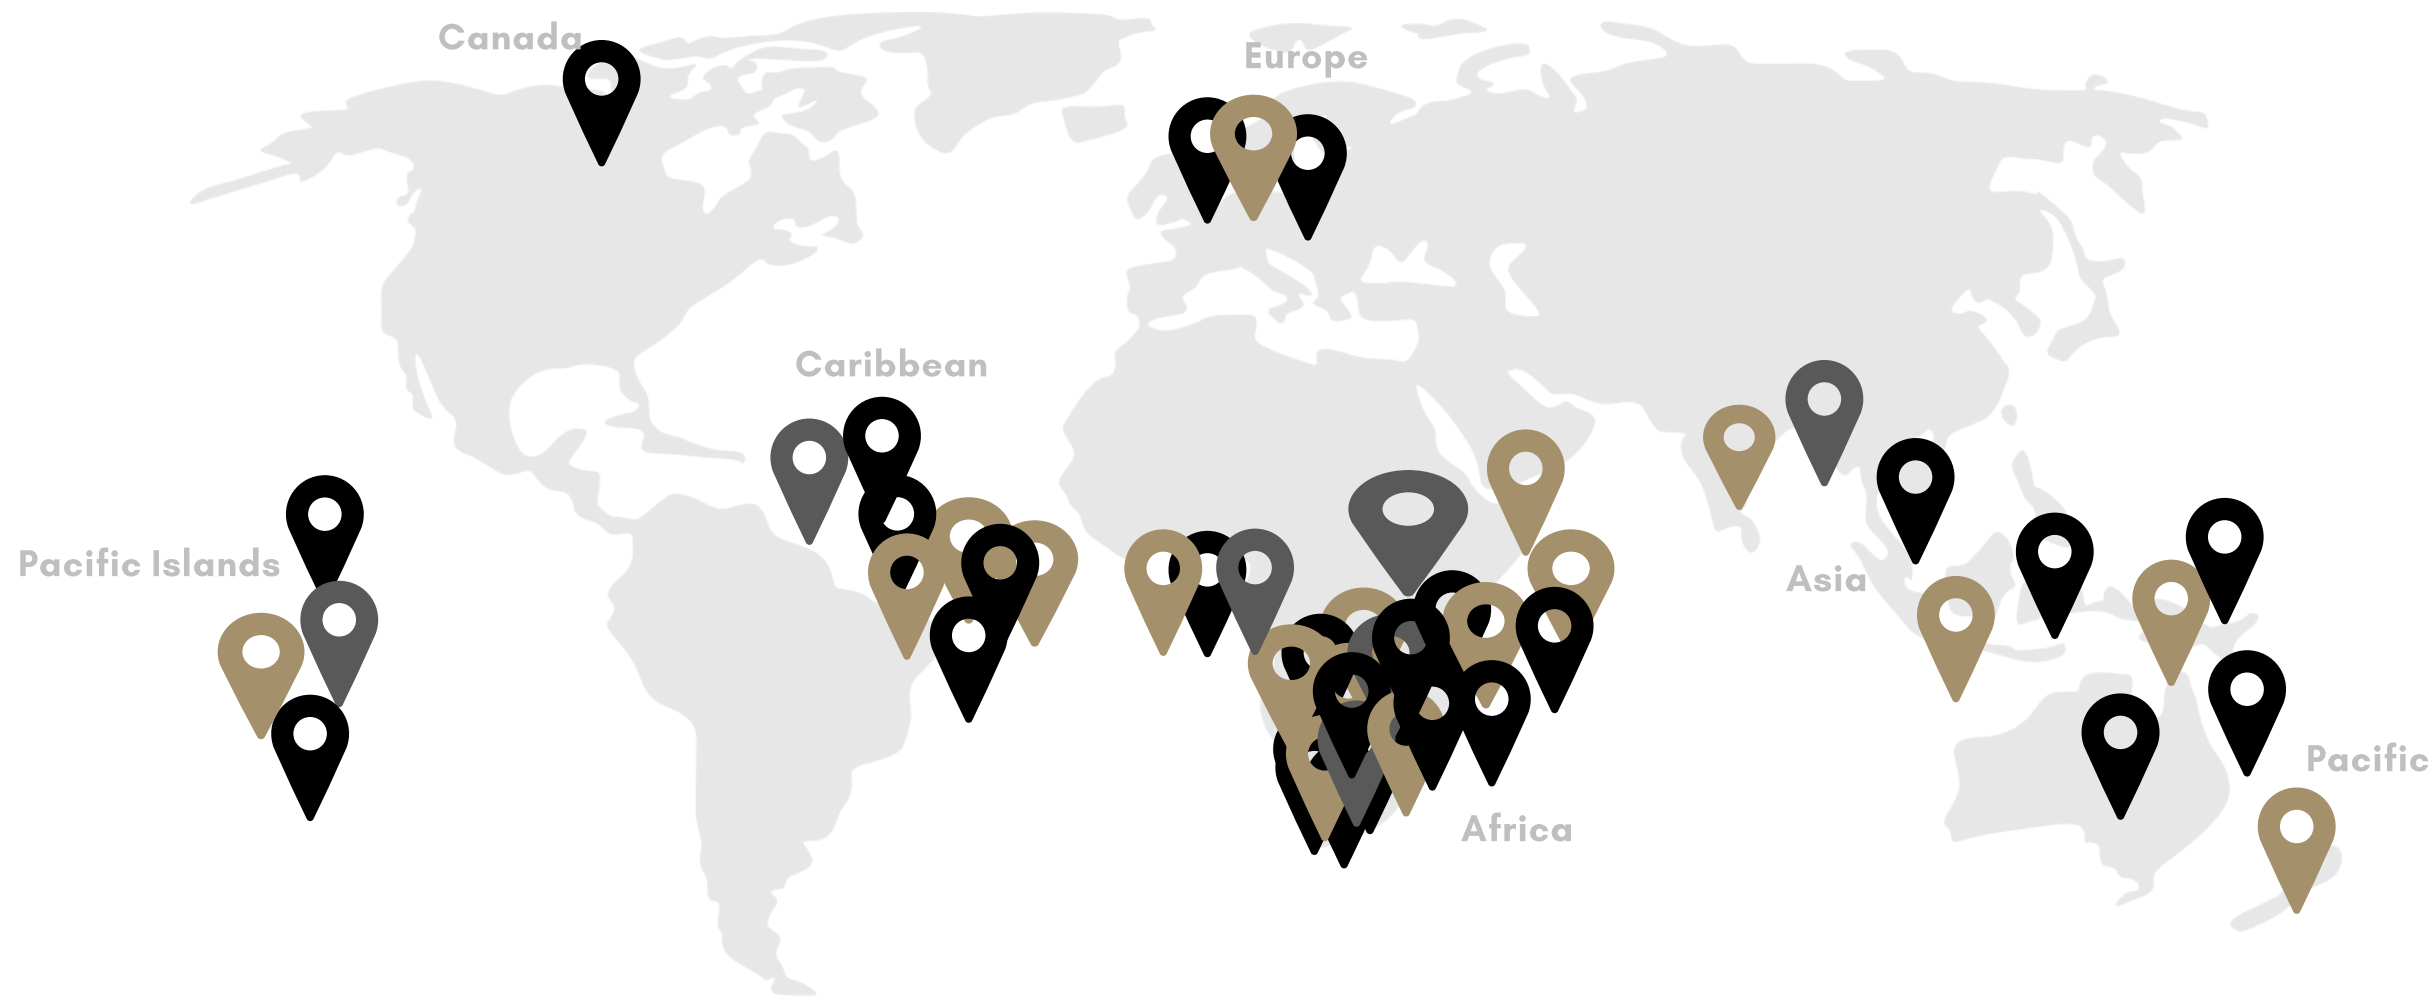 Canada
Europe
Caribbean
Pacific Islands
Asia
Pacific
Africa